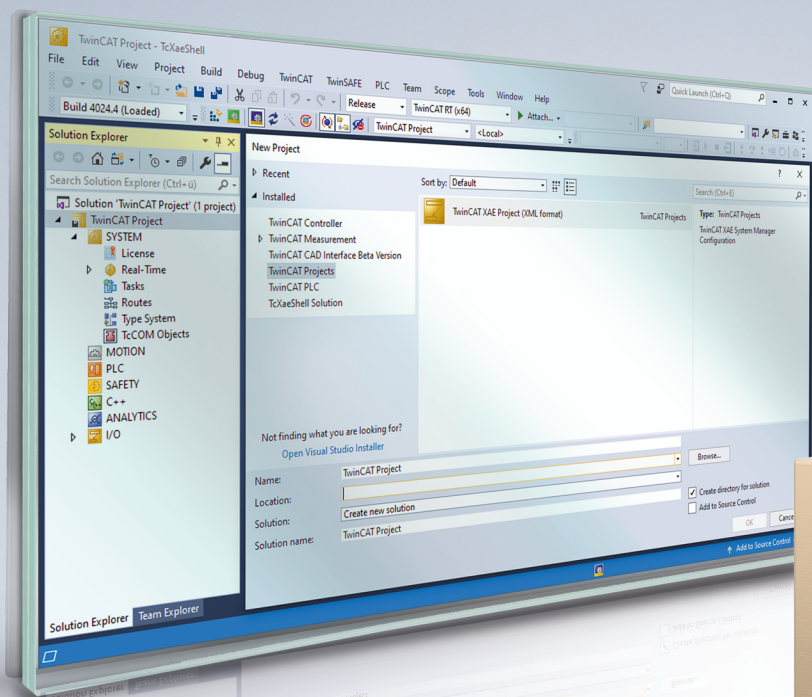 TwinCAT Project - TcXaeShell
Quick Launch (Ctrl+Q)
File Edit View Project Build Debug TwinCAT TwinSAFE PLC Team Scope Tools Window Help
Release TwinCAT RT (x64) Attach...
Build 4024.4 (Loaded) TwinCAT Project <Local>
Solution Explorer
Search Solution Explorer (Ctrl+ü)
Solution 'TwinCAT Project' (1 project)
TwinCAT Project
SYSTEM
License
Real-Time
Tasks
Routes
Type System
TcCOM Objects
MOTION
PLC
SAFETY
C++
ANALYTICS
I/O
Solution Explorer Team Explorer
New Project
? X
Recent
Installed
TwinCAT Controller
TwinCAT Measurement
TwinCAT CAD Interface Beta Version
TwinCAT Projects
TwinCAT PLC
TcXaeShell Solution
Not finding what you are looking for?
Open Visual Studio Installer
Sort by: Default
TwinCAT XAE Project (XML format) TwinCAT Projects
Search (Ctrl+E)
Type: TwinCAT Projects
TwinCAT XAE System Manager
Configuration
Name: TwinCAT Project
Location:
Browse...
Solution: Create new solution
Solution name: TwinCAT Project
Create directory for solution
Add to Source Control
OK Cance
Add to Source Control